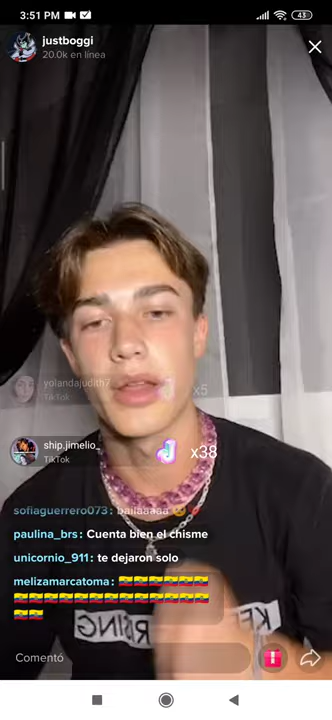 3:51 PM
43
justboggi
20.0k en línea
yolandajudith7
TikTok
x5
ship.jimelio_
TikTok
x38
sofiaguerrero073: bailaaaaa 😮💋
paulina_brs: Cuenta bien el chisme
unicornio_911: te dejaron solo
melizamarcatoma: 🇪🇨🇪🇨🇪🇨🇪🇨🇪🇨🇪🇨
🇪🇨🇪🇨🇪🇨🇪🇨🇪🇨🇪🇨🇪🇨🇪🇨🇪🇨🇪🇨🇪🇨🇪🇨🇪🇨
🇪🇨🇪🇨
Comentó